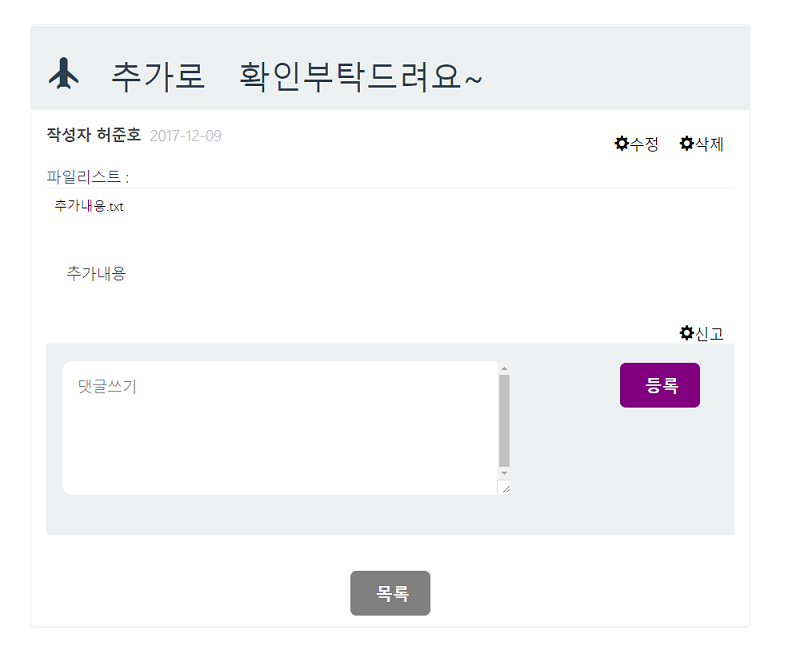 추가로 확인부탁드려요~
작성자 허준호 2017-12-09
수정 삭제
파일리스트 :
추가내용.txt
추가내용
신고
댓글쓰기
등록
목록